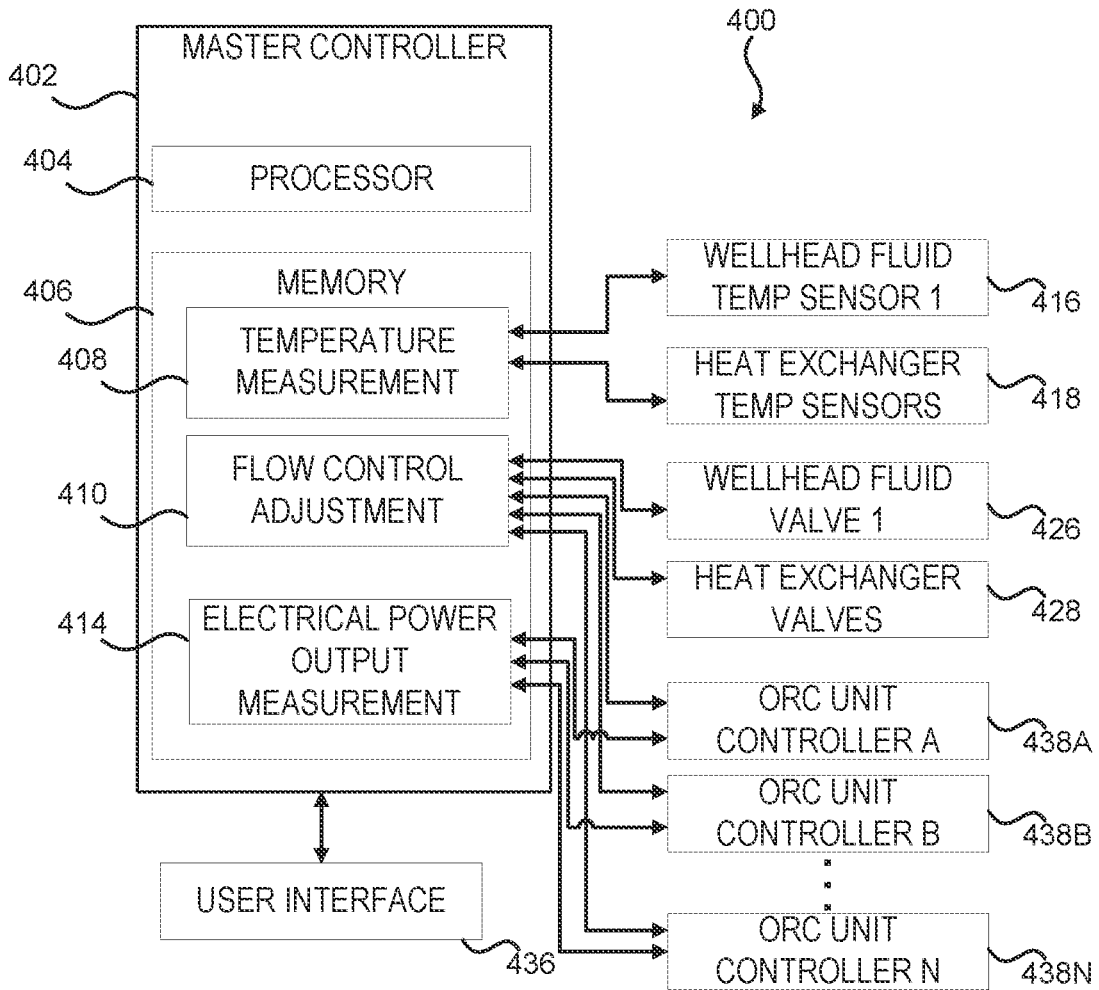 400
MASTER CONTROLLER
402
404
PROCESSOR
406
MEMORY
408
TEMPERATURE
MEASUREMENT
WELLHEAD FLUID
TEMP SENSOR 1
416
HEAT EXCHANGER
TEMP SENSORS
418
410
FLOW CONTROL
ADJUSTMENT
WELLHEAD FLUID
VALVE 1
426
HEAT EXCHANGER
VALVES
428
414
ELECTRICAL POWER
OUTPUT
MEASUREMENT
ORC UNIT
CONTROLLER A
438A
ORC UNIT
CONTROLLER B
438B
USER INTERFACE
436
ORC UNIT
CONTROLLER N
438N